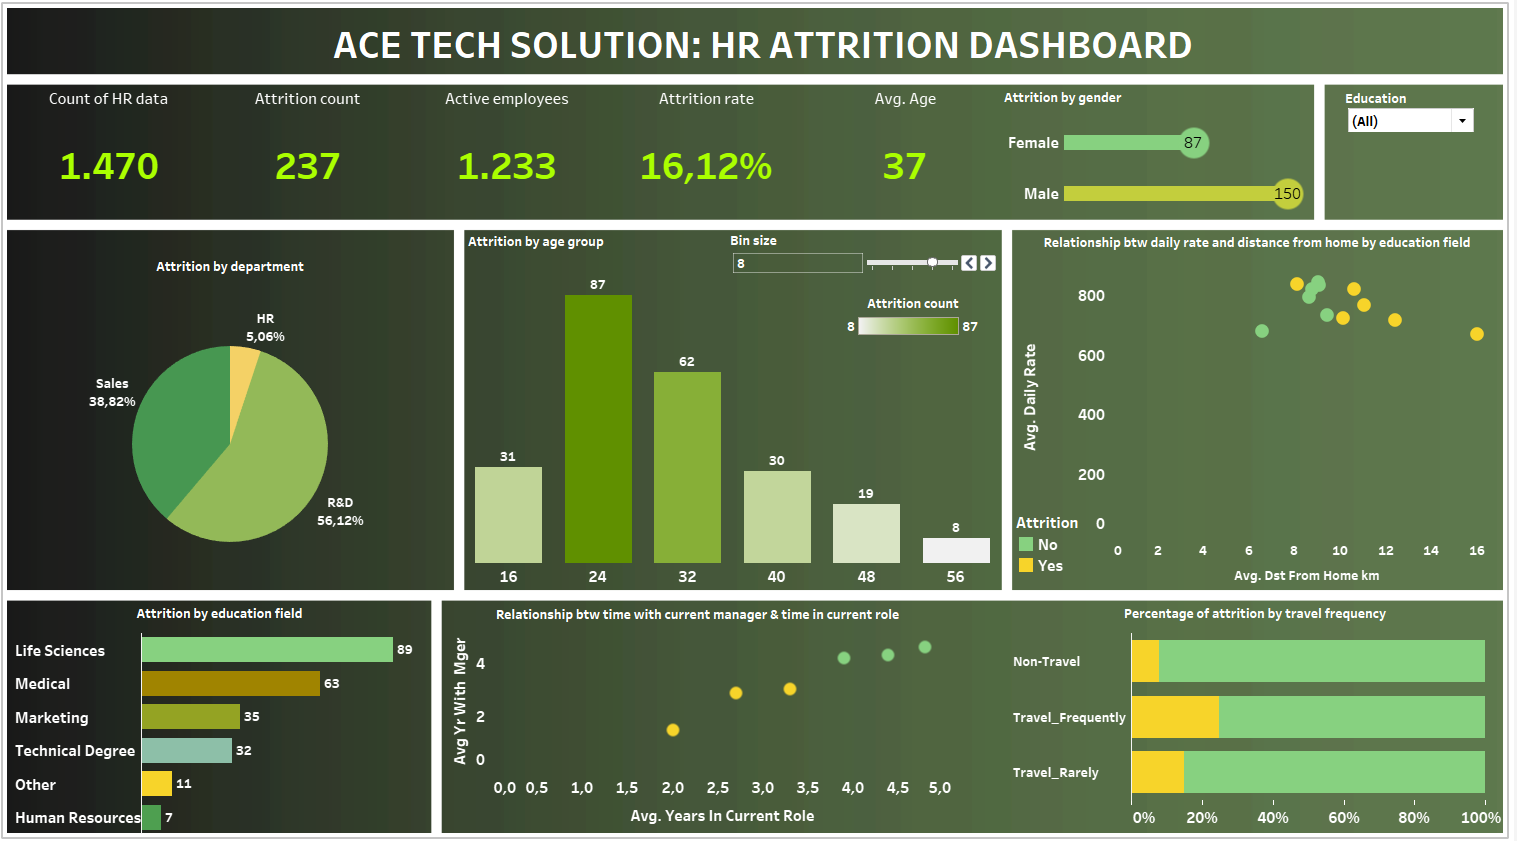 ACE TECH SOLUTION: HR ATTRITION DASHBOARD
Count of HR data
1.470
Attrition count
237
Active employees
1.233
Attrition rate
16,12%
Avg. Age
37
Attrition by gender
Female 87
Male 150
Education
(All)
Attrition by department
HR
5,06%
Sales
38,82%
R&D
56,12%
Attrition by age group
Bin size
8
Attrition count
8 87
31
87
62
30
19
8
16 24 32 40 48 56
Relationship btw daily rate and distance from home by education field
Avg. Daily Rate
800
600
400
200
0
Attrition
No
Yes
0 2 4 6 8 10 12 14 16
Avg. Dst From Home km
Attrition by education field
Life Sciences 89
Medical 63
Marketing 35
Technical Degree 32
Other 11
Human Resources 7
Relationship btw time with current manager & time in current role
Avg Yr With Mger
4
2
0
0,0 0,5 1,0 1,5 2,0 2,5 3,0 3,5 4,0 4,5 5,0
Avg. Years In Current Role
Percentage of attrition by travel frequency
Non-Travel
Travel_Frequently
Travel_Rarely
0% 20% 40% 60% 80% 100%